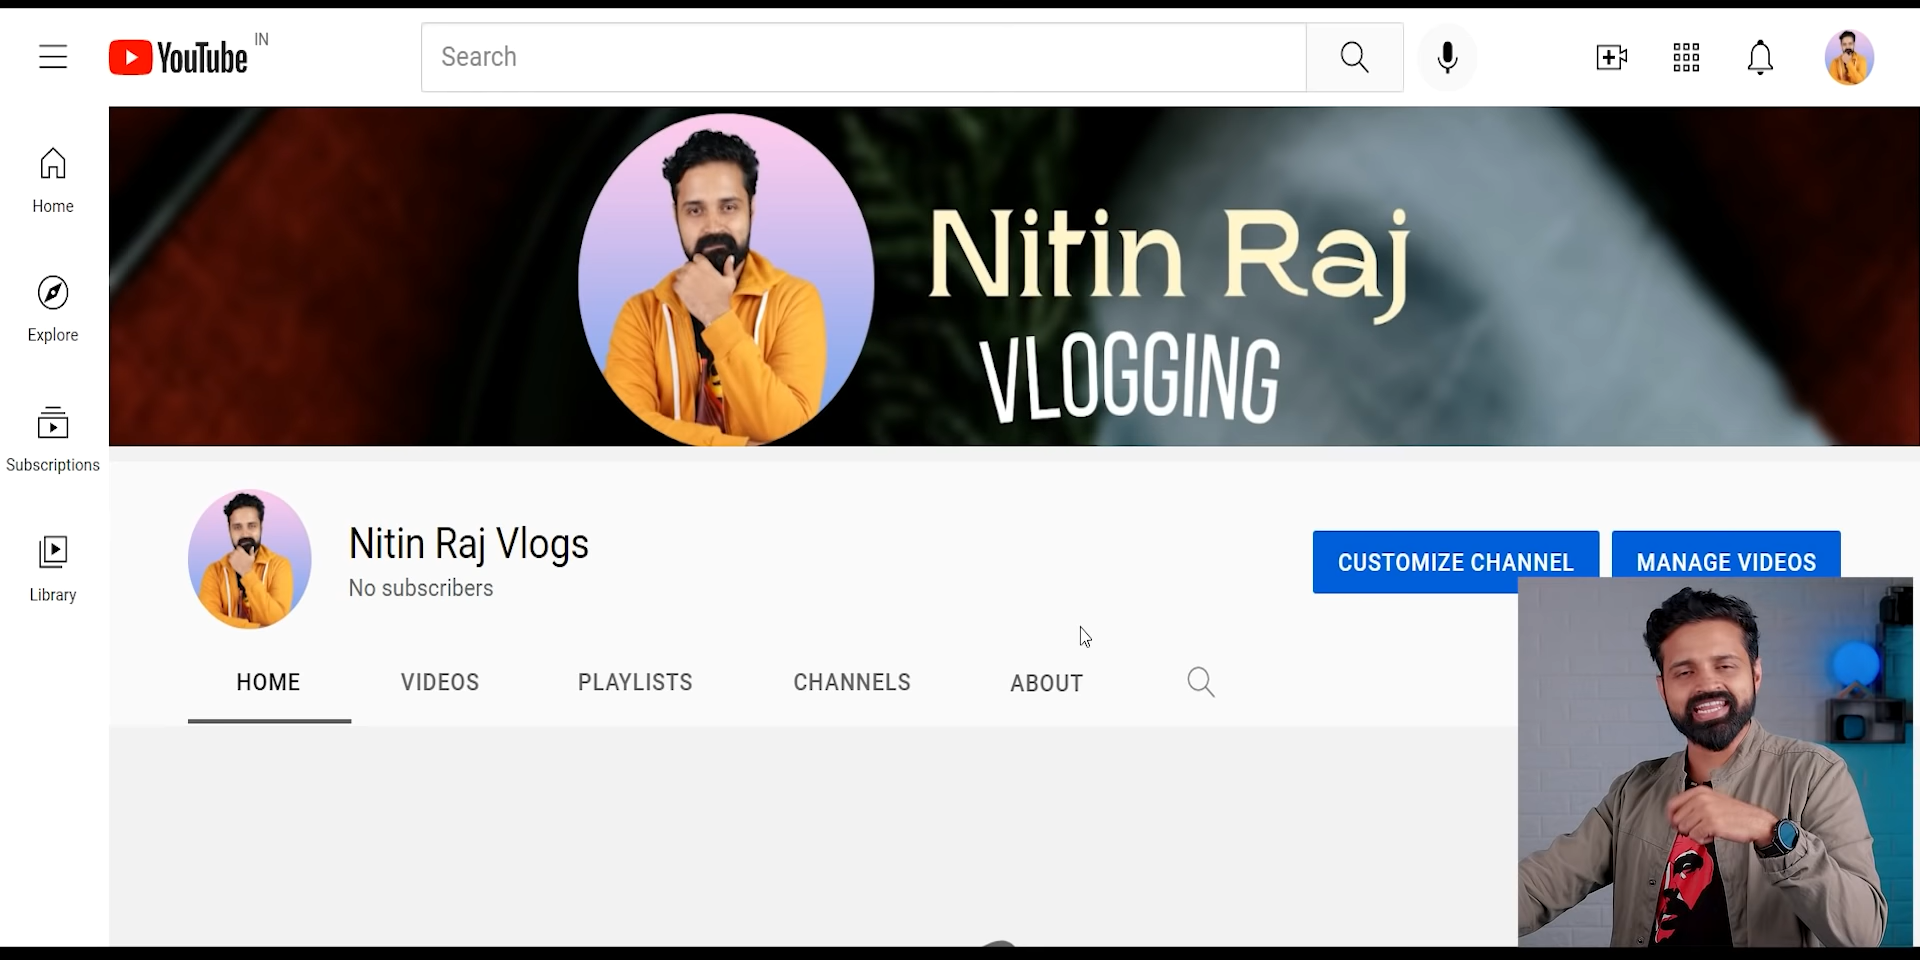 YouTube IN
Search
Home
Explore
Subscriptions
Library
Nitin Raj
VLOGGING
Nitin Raj Vlogs
No subscribers
CUSTOMIZE CHANNEL
MANAGE VIDEOS
HOME
VIDEOS
PLAYLISTS
CHANNELS
ABOUT